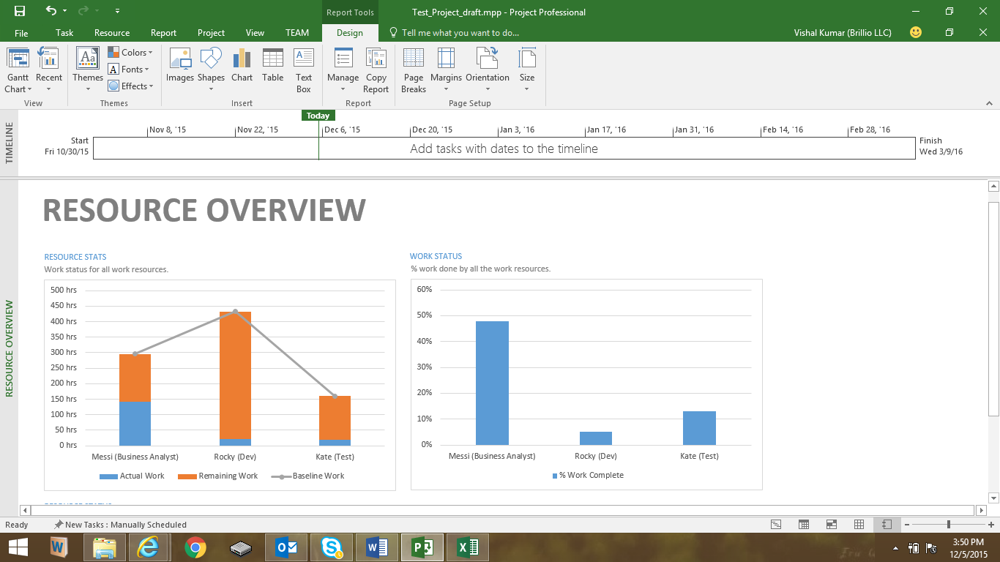 Report Tools
Test_Project_draft.mpp - Project Professional
File Task Resource Report Project View TEAM Design Tell me what you want to do... Vishal Kumar (Brillio LLC)
Gantt Chart
Recent
View
Themes
Colors
Fonts
Effects
Themes
Images
Shapes
Chart
Table
Text Box
Insert
Manage
Copy Report
Report
Page Breaks
Margins
Orientation
Size
Page Setup
TIMELINE
Today
Nov 8, '15 Nov 22, '15 Dec 6, '15 Dec 20, '15 Jan 3, '16 Jan 17, '16 Jan 31, '16 Feb 14, '16 Feb 28, '16
Start
Fri 10/30/15
Add tasks with dates to the timeline
Finish
Wed 3/9/16
RESOURCE OVERVIEW
RESOURCE OVERVIEW
RESOURCE STATS
Work status for all work resources.
500 hrs
450 hrs
400 hrs
350 hrs
300 hrs
250 hrs
200 hrs
150 hrs
100 hrs
50 hrs
0 hrs
Messi (Business Analyst) Rocky (Dev) Kate (Test)
Actual Work Remaining Work Baseline Work
WORK STATUS
% work done by all the work resources.
60%
50%
40%
30%
20%
10%
0%
Messi (Business Analyst) Rocky (Dev) Kate (Test)
% Work Complete
Ready New Tasks : Manually Scheduled
3:50 PM
12/5/2015